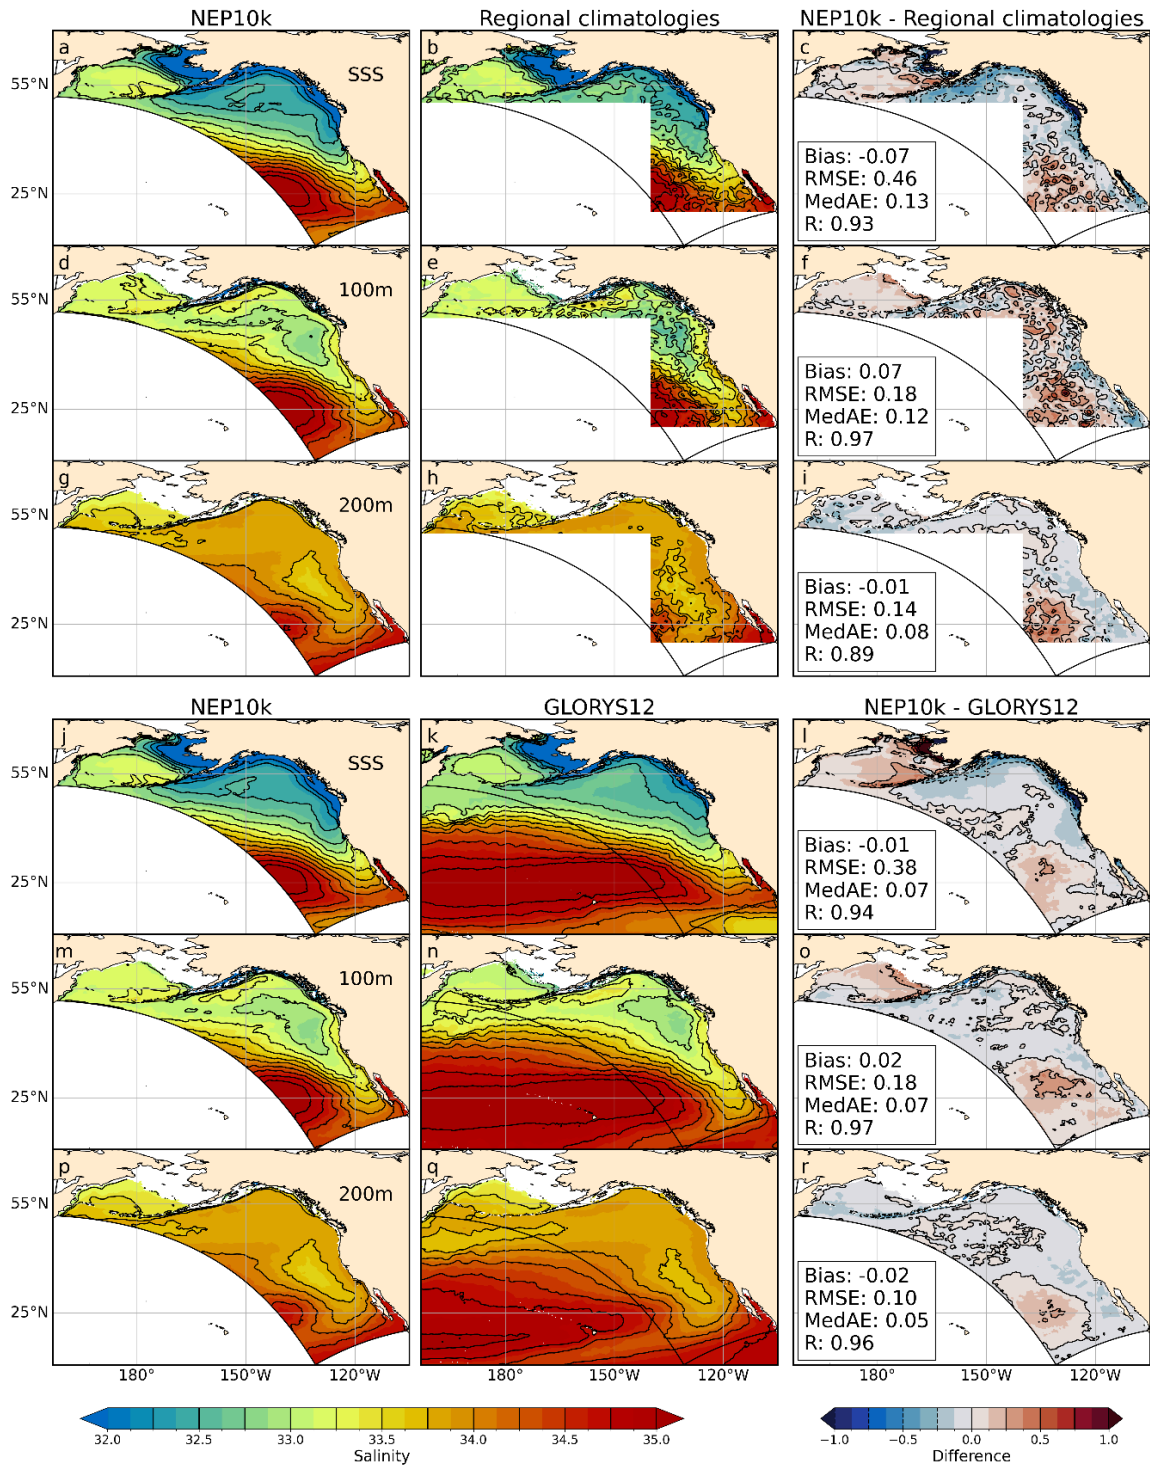 NEP10k
Regional climatologies
NEP10k - Regional climatologies
a
SSS
b
c
55°N
25°N
Bias: -0.07
RMSE: 0.46
MedAE: 0.13
R: 0.93
d
100m
e
f
55°N
25°N
Bias: 0.07
RMSE: 0.18
MedAE: 0.12
R: 0.97
g
200m
h
i
55°N
25°N
Bias: -0.01
RMSE: 0.14
MedAE: 0.08
R: 0.89
NEP10k
GLORYS12
NEP10k - GLORYS12
j
SSS
k
l
55°N
25°N
Bias: -0.01
RMSE: 0.38
MedAE: 0.07
R: 0.94
m
100m
n
o
55°N
25°N
Bias: 0.02
RMSE: 0.18
MedAE: 0.07
R: 0.97
p
200m
q
r
55°N
25°N
Bias: -0.02
RMSE: 0.10
MedAE: 0.05
R: 0.96
180° 150°W 120°W
180° 150°W 120°W
180° 150°W 120°W
32.0 32.5 33.0 33.5 34.0 34.5 35.0
Salinity
−1.0 −0.5 0.0 0.5 1.0
Difference